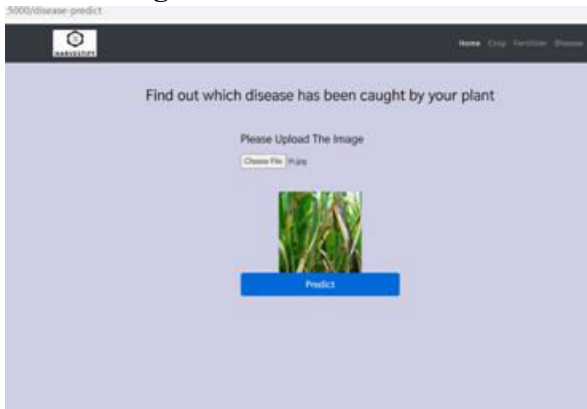 5000/disease-predict
HARVESTIFY
Home Crop Fertilizer Disease
Find out which disease has been caught by your plant
Please Upload The Image
Choose File
Predict